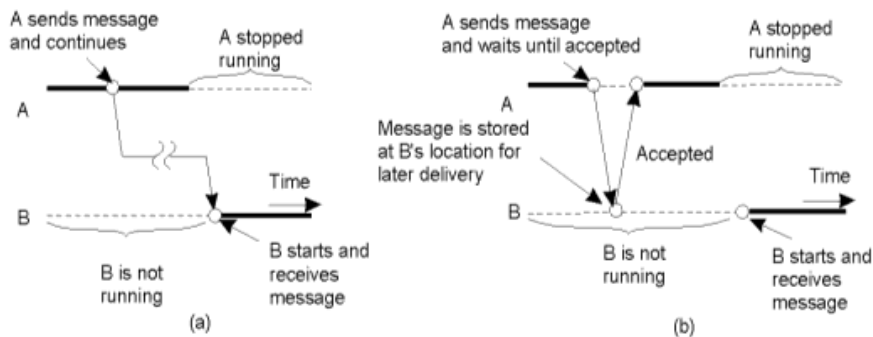 A sends message
and continues
A stopped
running
A
Time
B
B is not
running
B starts and
receives
message
(a)
A sends message
and waits until accepted
A stopped
running
A
Message is stored
at B's location for
later delivery
Accepted
Time
B
B is not
running
B starts and
receives
message
(b)